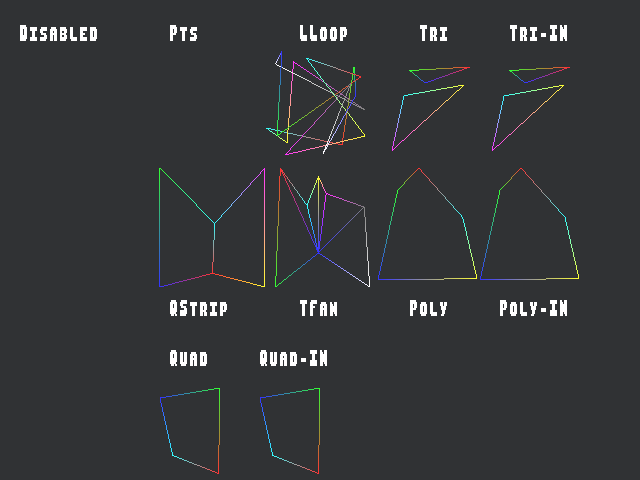 Disabled Pts LLoop Tri Tri-IN
QStrip TFan Poly Poly-IN
Quad Quad-IN